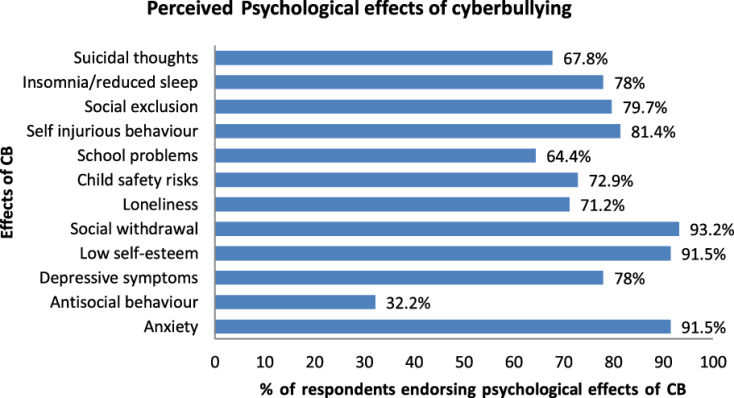 Perceived Psychological effects of cyberbullying
Effects of CB
Suicidal thoughts 67.8%
Insomnia/reduced sleep 78%
Social exclusion 79.7%
Self injurious behaviour 81.4%
School problems 64.4%
Child safety risks 72.9%
Loneliness 71.2%
Social withdrawal 93.2%
Low self-esteem 91.5%
Depressive symptoms 78%
Antisocial behaviour 32.2%
Anxiety 91.5%
0 10 20 30 40 50 60 70 80 90 100
% of respondents endorsing psychological effects of CB